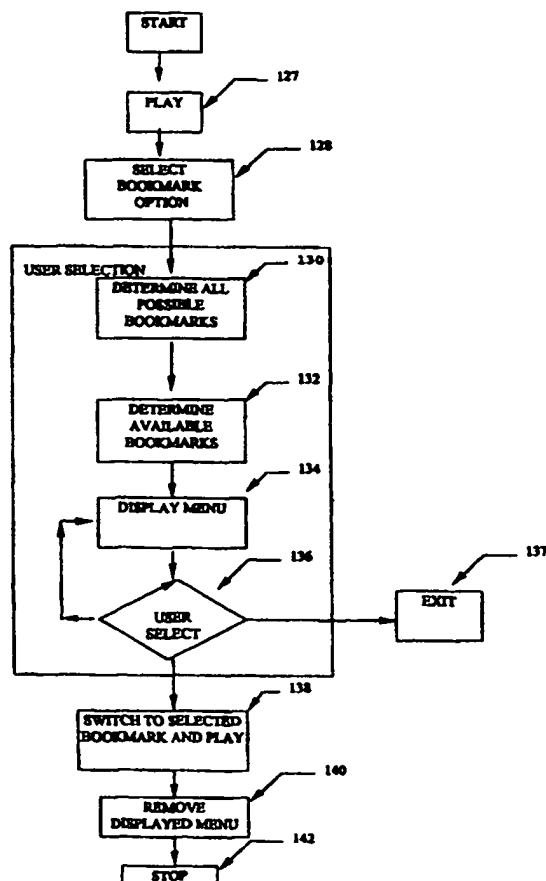 START
127
PLAY
128
SELECT
BOOKMARK
OPTION
130
USER SELECTION
DETERMINE ALL
POSSIBLE
BOOKMARKS
132
DETERMINE
AVAILABLE
BOOKMARKS
134
DISPLAY MENU
136
137
EXIT
USER
SELECT
138
SWITCH TO SELECTED
BOOKMARK AND PLAY
140
REMOVE
DISPLAYED MENU
142
STOP